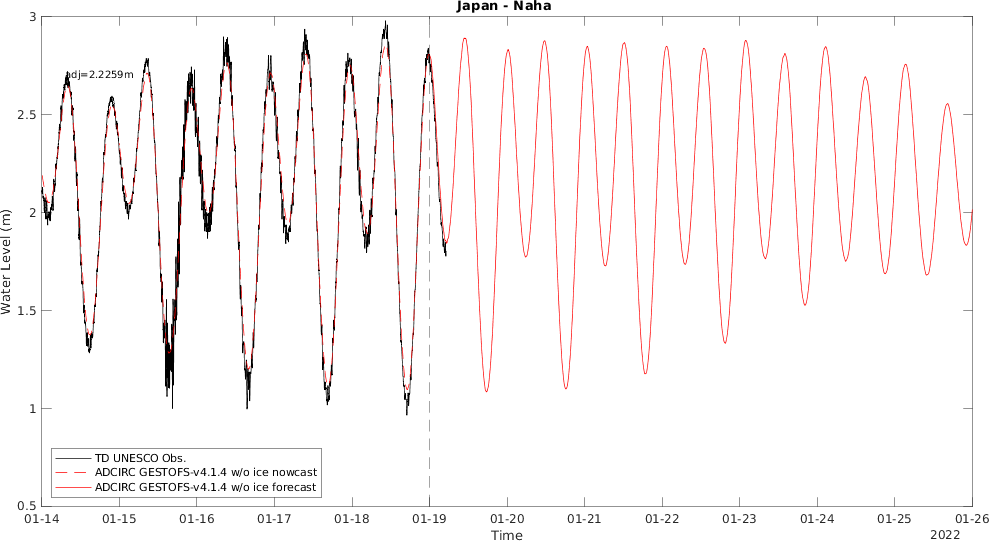 Japan - Naha
3
2.5
2
1.5
1
0.5
Water Level (m)
adj=2.2259m
TD UNESCO Obs.
ADCIRC GESTOFS-v4.1.4 w/o ice nowcast
ADCIRC GESTOFS-v4.1.4 w/o ice forecast
01-14 01-15 01-16 01-17 01-18 01-19 01-20 01-21 01-22 01-23 01-24 01-25 01-26
Time
2022